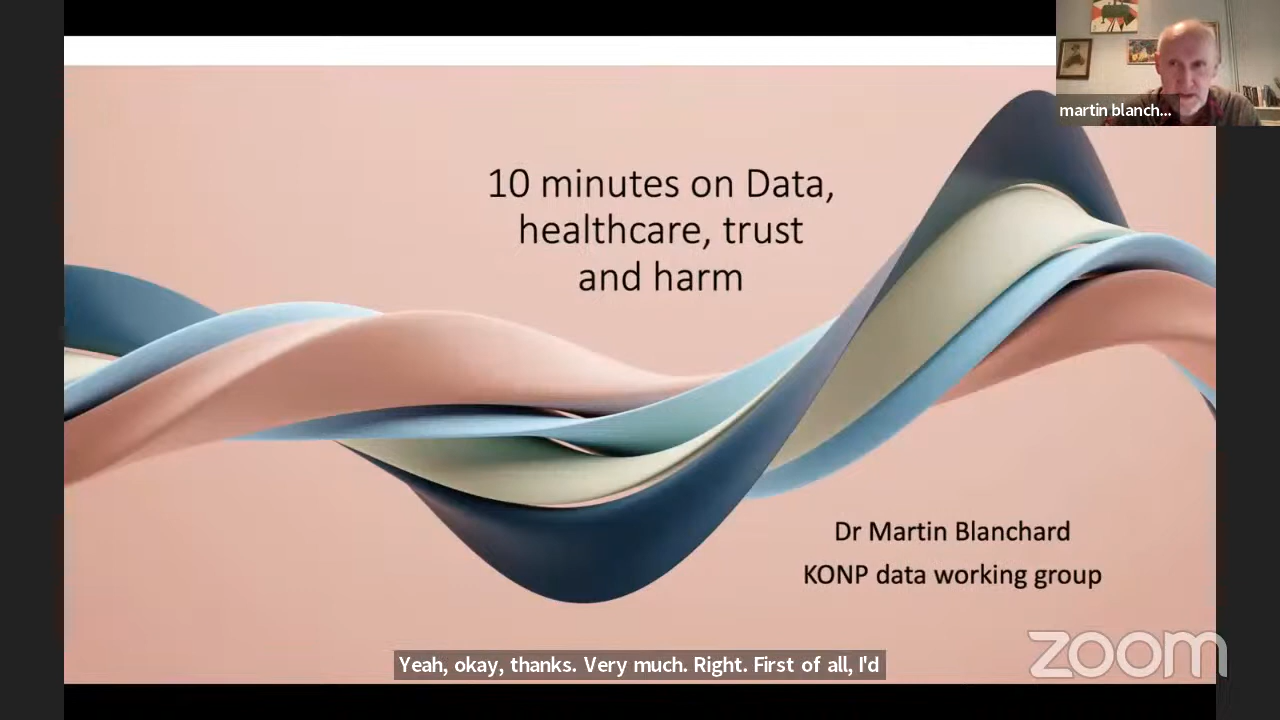 martin blanch...
10 minutes on Data,
healthcare, trust
and harm
Dr Martin Blanchard
KONP data working group
Yeah, okay, thanks. Very much. Right. First of all, I'd
zoom